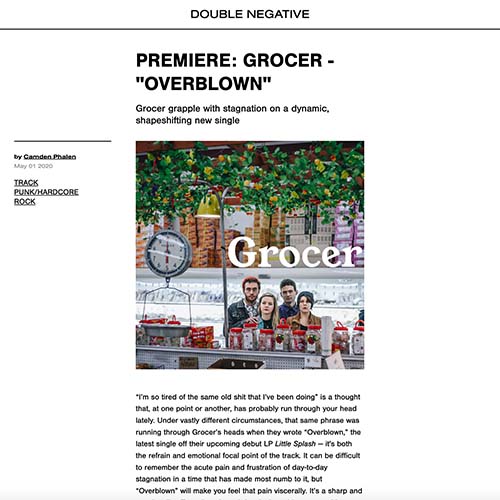 DOUBLE NEGATIVE
PREMIERE: GROCER -
"OVERBLOWN"
Grocer grapple with stagnation on a dynamic,
shapeshifting new single
by Camden Phalen
May 01 2020
TRACK
PUNK/HARDCORE
ROCK
Grocer
“I’m so tired of the same old shit that I’ve been doing” is a thought
that, at one point or another, has probably run through your head
lately. Under vastly different circumstances, that same phrase was
running through Grocer’s heads when they wrote “Overblown,” the
latest single off their upcoming debut LP Little Splash — it’s both
the refrain and emotional focal point of the track. It can be difficult
to remember the acute pain and frustration of day-to-day
stagnation in a time that has made most numb to it, but
“Overblown” will make you feel that pain viscerally. It’s a sharp and